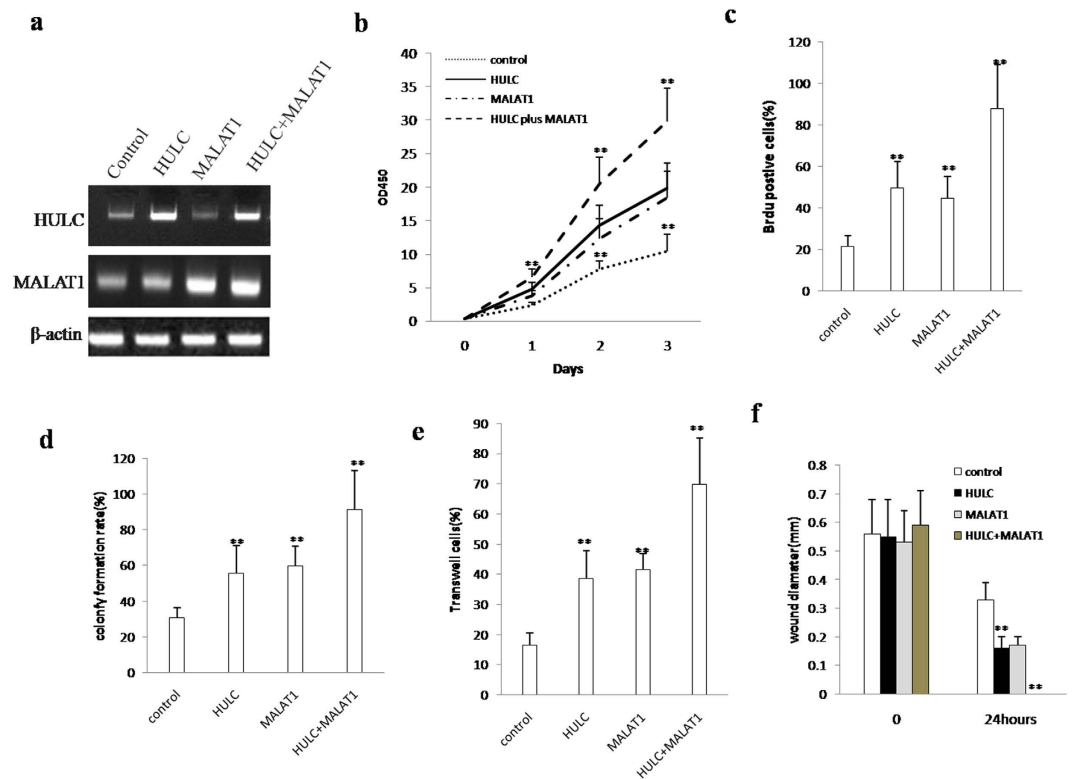 a
Control
HULC
MALAT1
HULC+MALAT1
HULC
MALAT1
β-actin
b
40
35
30
25
20
15
10
5
0
OD450
control
HULC
MALAT1
HULC plus MALAT1
**
**
**
**
**
0 1 2 3
Days
c
120
100
80
60
40
20
0
Brdu postive cells(%)
**
**
**
control
HULC
MALAT1
HULC+MALAT1
d
120
100
80
60
40
20
0
colonfy formation rate(%)
**
**
**
control
HULC
MALAT1
HULC+MALAT1
e
90
80
70
60
50
40
30
20
10
0
Transwell cells(%)
**
**
**
control
HULC
MALAT1
HULC+MALAT1
f
0.8
0.7
0.6
0.5
0.4
0.3
0.2
0.1
0
wound diamater(mm)
control
HULC
MALAT1
HULC+MALAT1
**
**
0 24hours